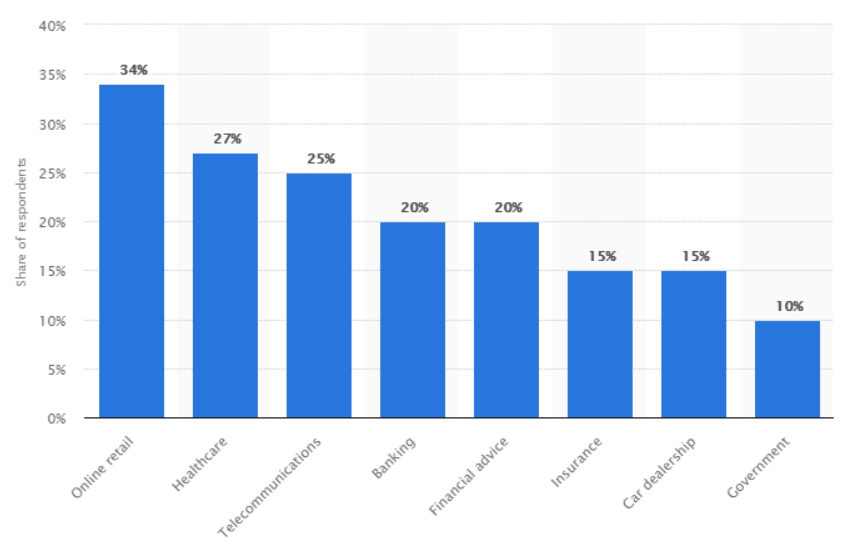 40%
35%
30%
25%
20%
15%
10%
5%
0%
Share of respondents
34%
27%
25%
20%
20%
15%
15%
10%
Online retail
Healthcare
Telecommunications
Banking
Financial advice
Insurance
Car dealership
Government